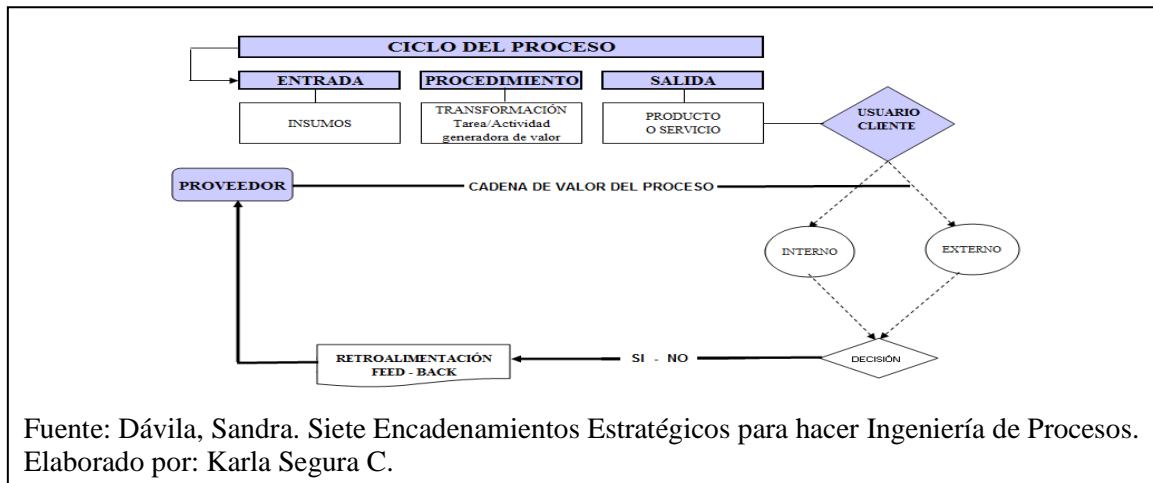 CICLO DEL PROCESO
ENTRADA
PROCEDIMIENTO
SALIDA
INSUMOS
TRANSFORMACIÓN
Tarea/Actividad
generadora de valor
PRODUCTO
O SERVICIO
USUARIO
CLIENTE
PROVEEDOR
CADENA DE VALOR DEL PROCESO
INTERNO
EXTERNO
RETROALIMENTACIÓN
FEED - BACK
SI - NO
DECISIÓN
Fuente: Dávila, Sandra. Siete Encadenamientos Estratégicos para hacer Ingeniería de Procesos.
Elaborado por: Karla Segura C.